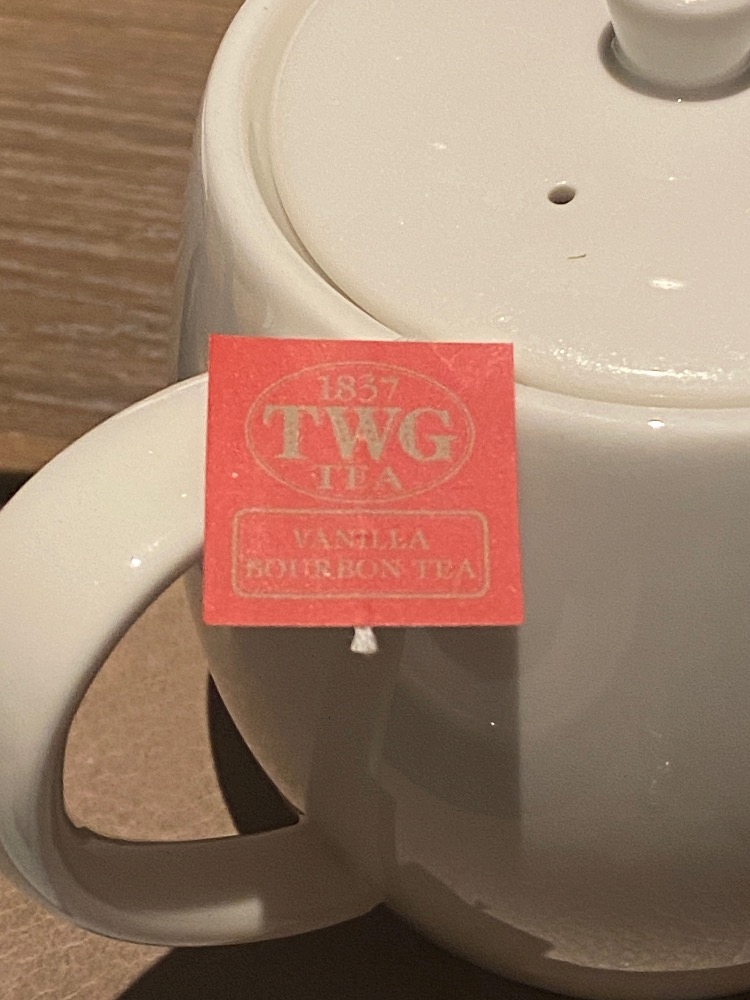 1837
TWG
TEA
VANILLA
BOURBON TEA